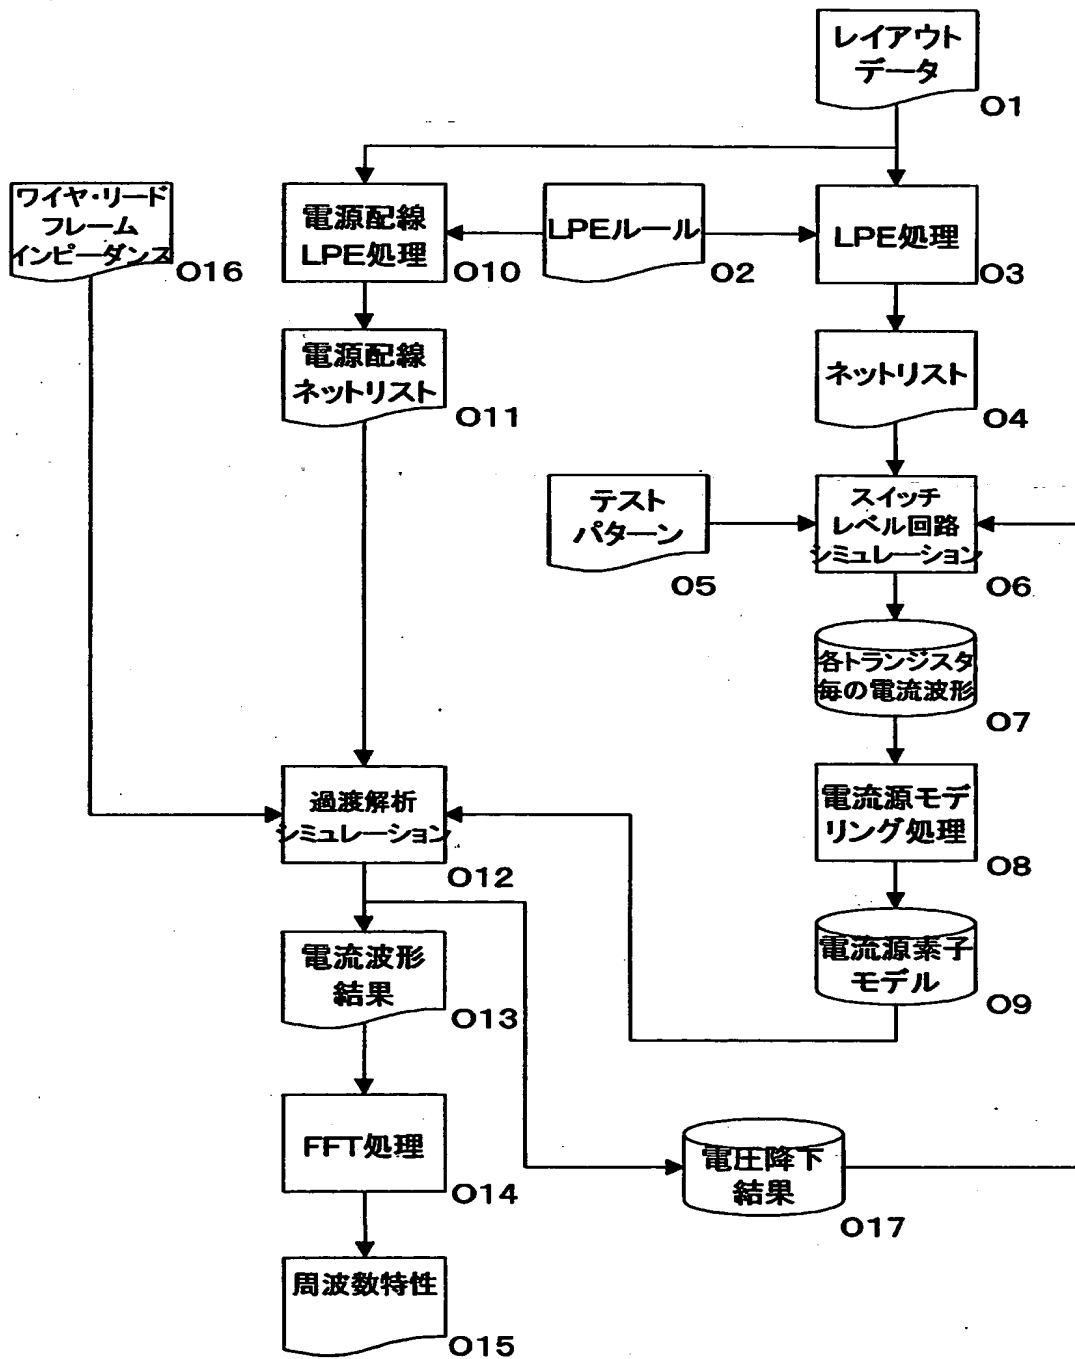 レイアウト
データ
O1
ワイヤ・リード
フレーム
インピーダンス
O16
電源配線
LPE処理
O10
LPEルール
O2
LPE処理
O3
電源配線
ネットリスト
O11
ネットリスト
O4
テスト
パターン
O5
スイッチ
レベル回路
シミュレーション
O6
各トランジスタ
毎の電流波形
O7
過渡解析
シミュレーション
O12
電流源モデ
リング処理
O8
電流波形
結果
O13
電流源素子
モデル
O9
FFT処理
O14
電圧降下
結果
O17
周波数特性
O15